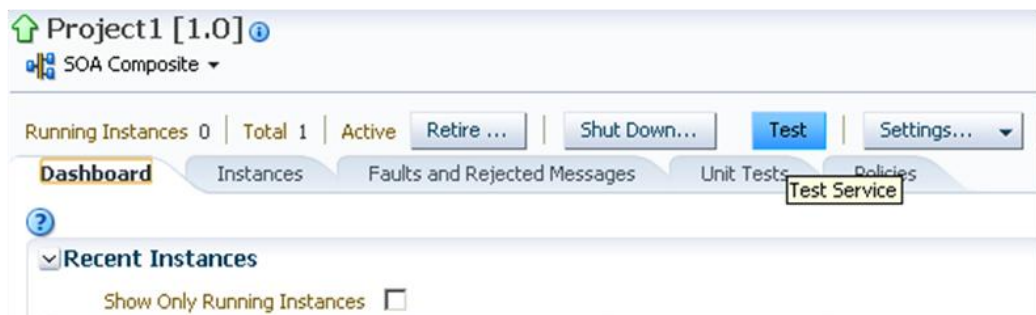 Project1 [1.0]
SOA Composite
Running Instances 0 Total 1 Active Retire ... Shut Down... Test Settings...
Dashboard Instances Faults and Rejected Messages Unit Tests Policies
Test Service
Recent Instances
Show Only Running Instances